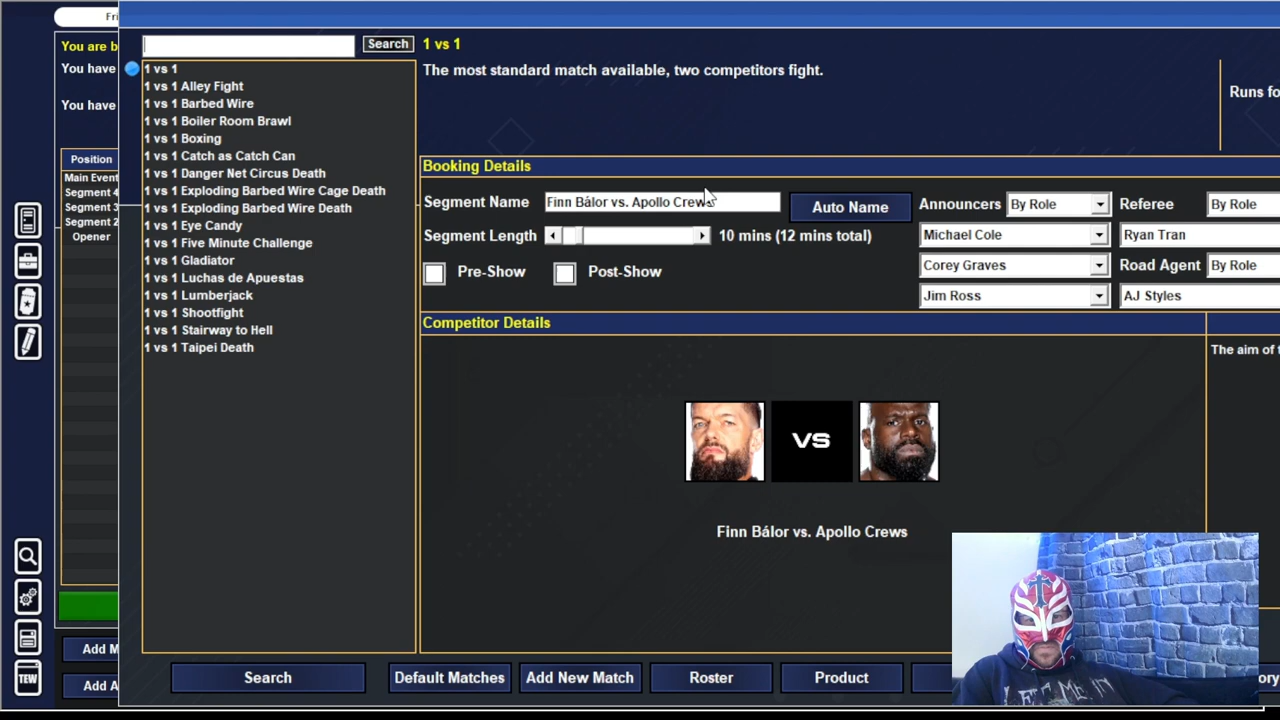 Fri
You are b
You have
You have
Position
Main Event
Segment 4
Segment 3
Segment 2
Opener
Add M
Add A
TEW
Search
1 vs 1
1 vs 1 Alley Fight
1 vs 1 Barbed Wire
1 vs 1 Boiler Room Brawl
1 vs 1 Boxing
1 vs 1 Catch as Catch Can
1 vs 1 Danger Net Circus Death
1 vs 1 Exploding Barbed Wire Cage Death
1 vs 1 Exploding Barbed Wire Death
1 vs 1 Eye Candy
1 vs 1 Five Minute Challenge
1 vs 1 Gladiator
1 vs 1 Luchas de Apuestas
1 vs 1 Lumberjack
1 vs 1 Shootfight
1 vs 1 Stairway to Hell
1 vs 1 Taipei Death
1 vs 1
The most standard match available, two competitors fight.
Runs fo
Booking Details
Segment Name Finn Bálor vs. Apollo Crews Auto Name Announcers By Role Referee By Role
Segment Length 10 mins (12 mins total) Michael Cole Ryan Tran
Pre-Show Post-Show Corey Graves Road Agent By Role
Jim Ross AJ Styles
Competitor Details
The aim of t
VS
Finn Bálor vs. Apollo Crews
Search Default Matches Add New Match Roster Product ory